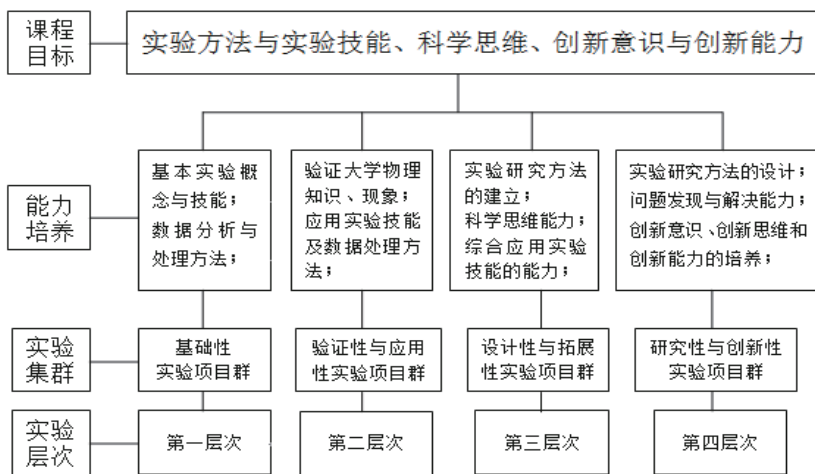 课程
目标
实验方法与实验技能、科学思维、创新意识与创新能力
能力
培养
基本实验概
念与技能；
数据分析与
处理方法；
验证大学物理
知识、现象；
应用实验技能
及数据处理方
法；
实验研究方法
的建立；
科学思维能力；
综合应用实验
技能的能力；
实验研究方法的设计；
问题发现与解决能力；
创新意识、创新思维和
创新能力的培养；
实验
集群
基础性
实验项目群
验证性与应用
性实验项目群
设计性与拓展
性实验项目群
研究性与创新性
实验项目群
实验
层次
第一层次
第二层次
第三层次
第四层次